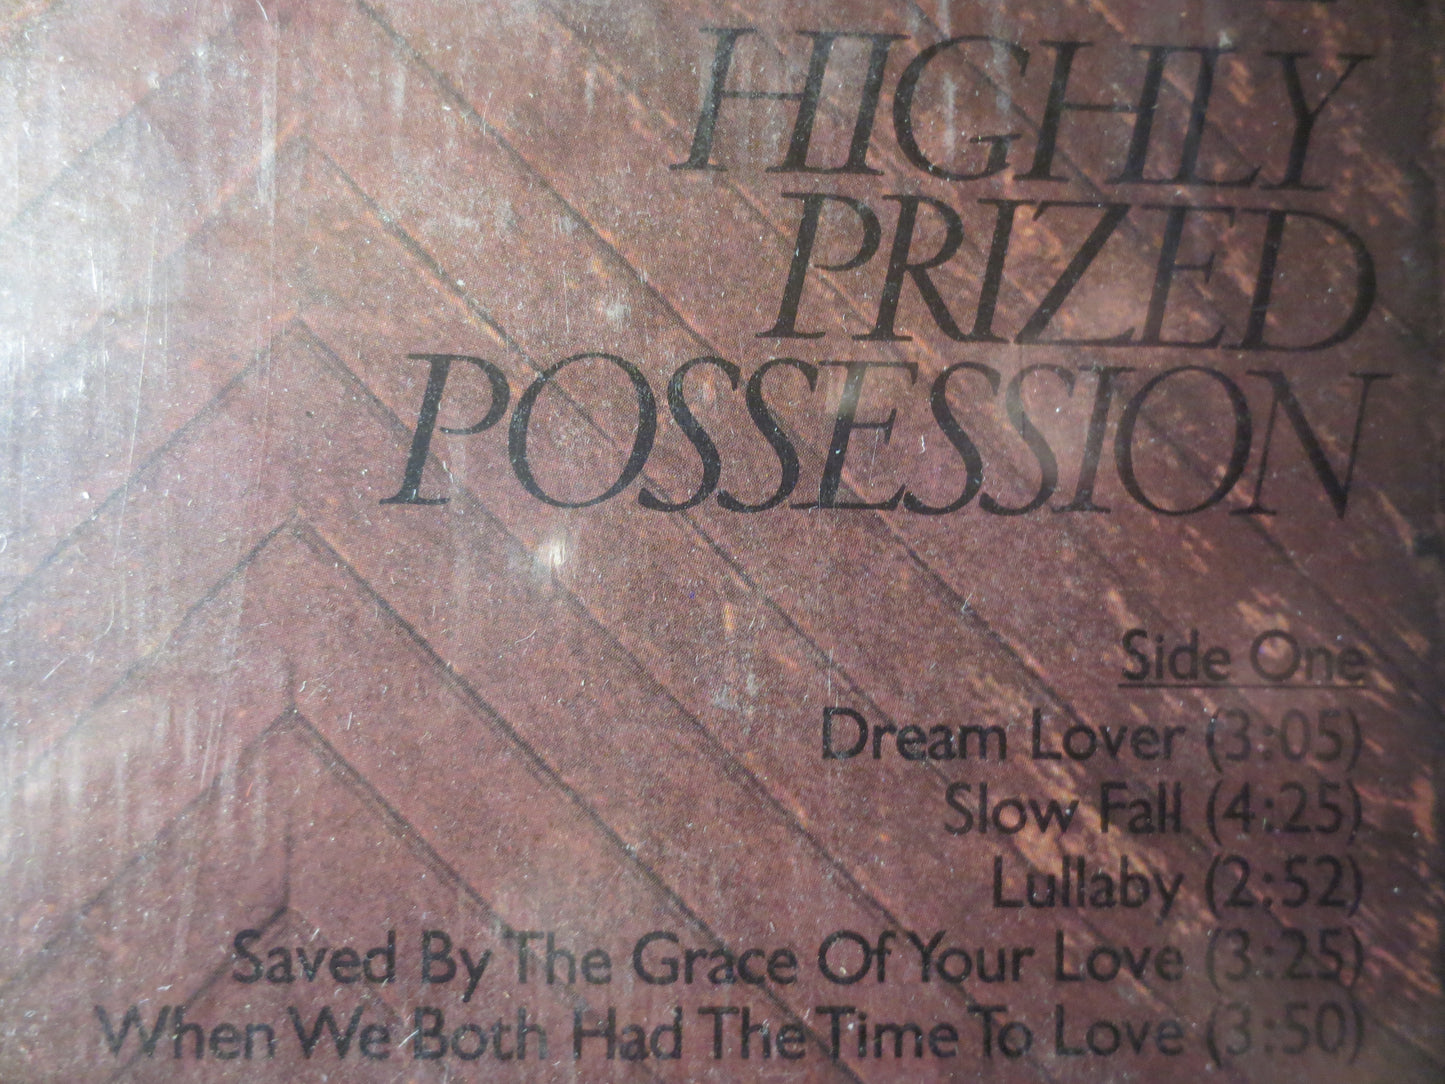 HIGHLY
PRIZED
POSSESSION
Side One
Dream Lover (3:05)
Slow Fall (4:25)
Lullaby (2:52)
Saved By The Grace Of Your Love (3:25)
When We Both Had The Time To Love (3:50)